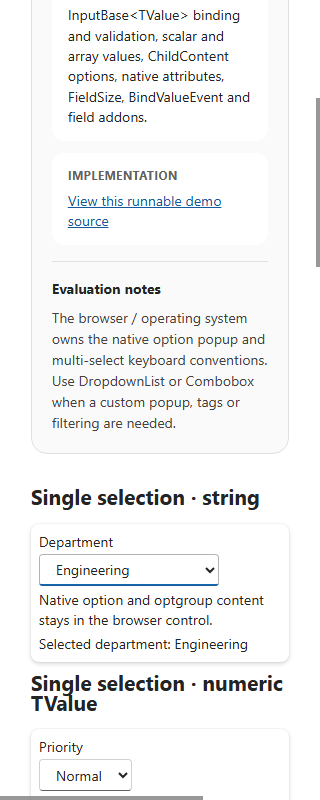 InputBase<TValue> binding
and validation, scalar and
array values, ChildContent
options, native attributes,
FieldSize, BindValueEvent and
field addons.
IMPLEMENTATION
View this runnable demo
source
Evaluation notes
The browser / operating system
owns the native option popup and
multi-select keyboard conventions.
Use DropdownList or Combobox
when a custom popup, tags or
filtering are needed.
Single selection · string
Department
Engineering
Native option and optgroup content
stays in the browser control.
Selected department: Engineering
Single selection · numeric
TValue
Priority
Normal